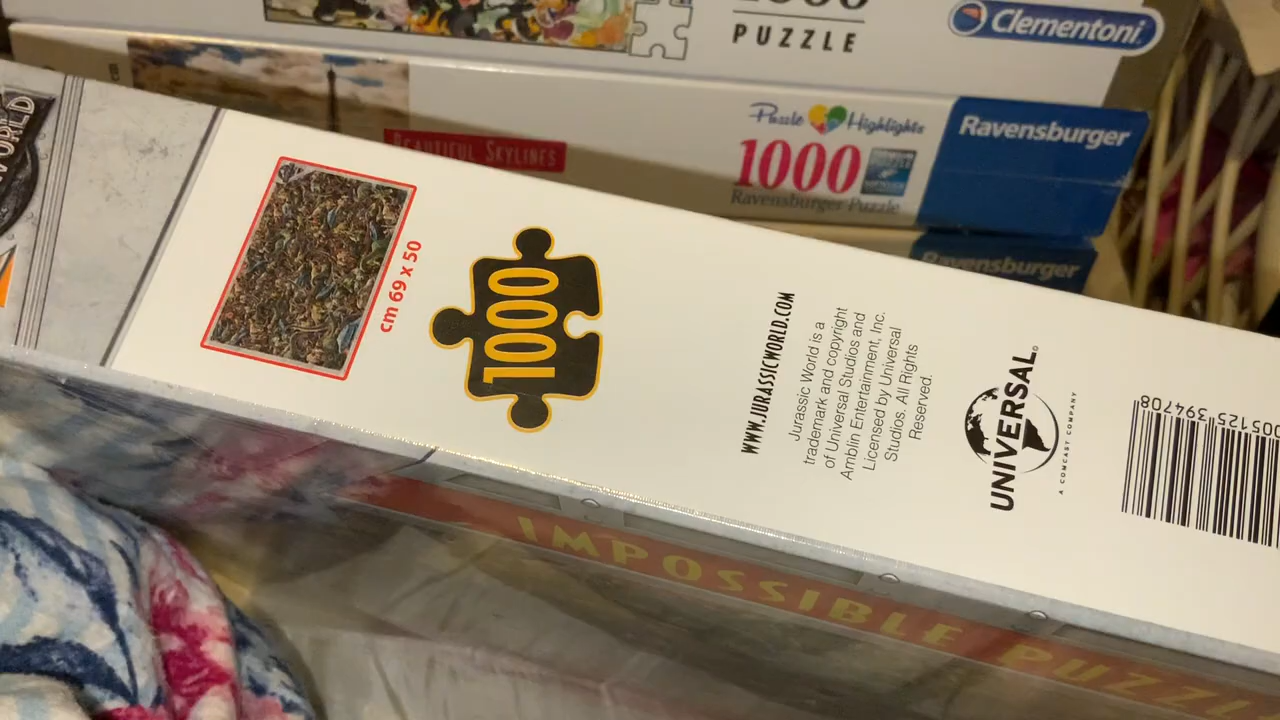 PUZZLE
Clementoni
BEAUTIFUL SKYLINES
Puzzle Highlights
1000
Ravensburger Puzzle
Ravensburger
Ravensburger
WORLD
cm 69 x 50
1000
WWW.JURASSICWORLD.COM
Jurassic World is a
trademark and copyright
of Universal Studios and
Amblin Entertainment, Inc.
Licensed by Universal
Studios. All Rights
Reserved.
UNIVERSAL
A COMCAST COMPANY
005125 394708
IMPOSSIBLE PUZZL